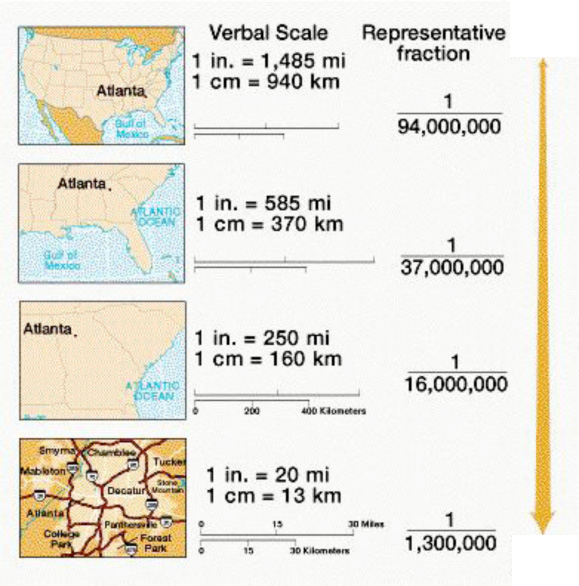 Verbal Scale
Representative
fraction
Atlanta
Gulf of
Mexico
1 in. = 1,485 mi
1 cm = 940 km
1
94,000,000
Atlanta
ATLANTIC
OCEAN
Gulf of
Mexico
1 in. = 585 mi
1 cm = 370 km
1
37,000,000
Atlanta
ATLANTIC
OCEAN
1 in. = 250 mi
1 cm = 160 km
0 200 400 Kilometers
1
16,000,000
Smyrna
Chamblee
Tucker
Mableton
Stone
Mountain
Decatur
Atlanta
Panthersville
College
Park
Forest
Park
1 in. = 20 mi
1 cm = 13 km
0 15 30 Miles
0 15 30 Kilometers
1
1,300,000